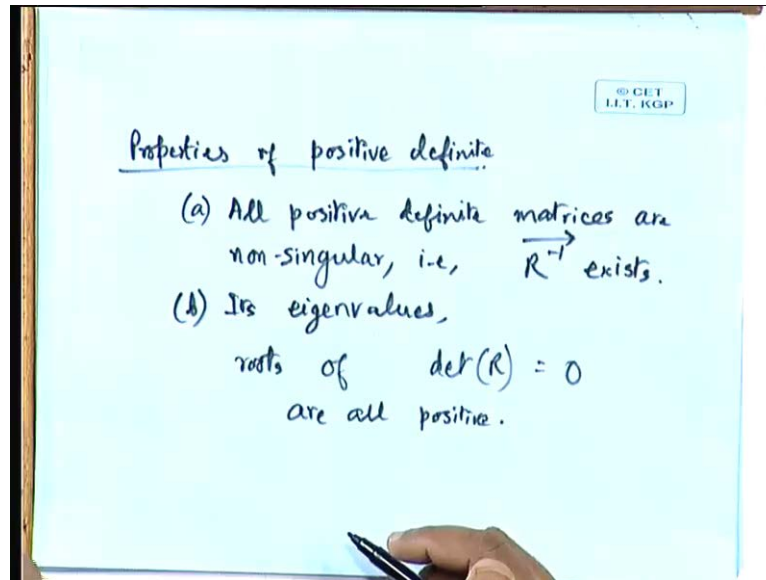 © CET
I.I.T. KGP
Properties of positive definite
(a) All positive definite matrices are
non-singular, i.e, R⁻¹ exists.
(b) Its eigenvalues,
roots of det(R) = 0
are all positive.